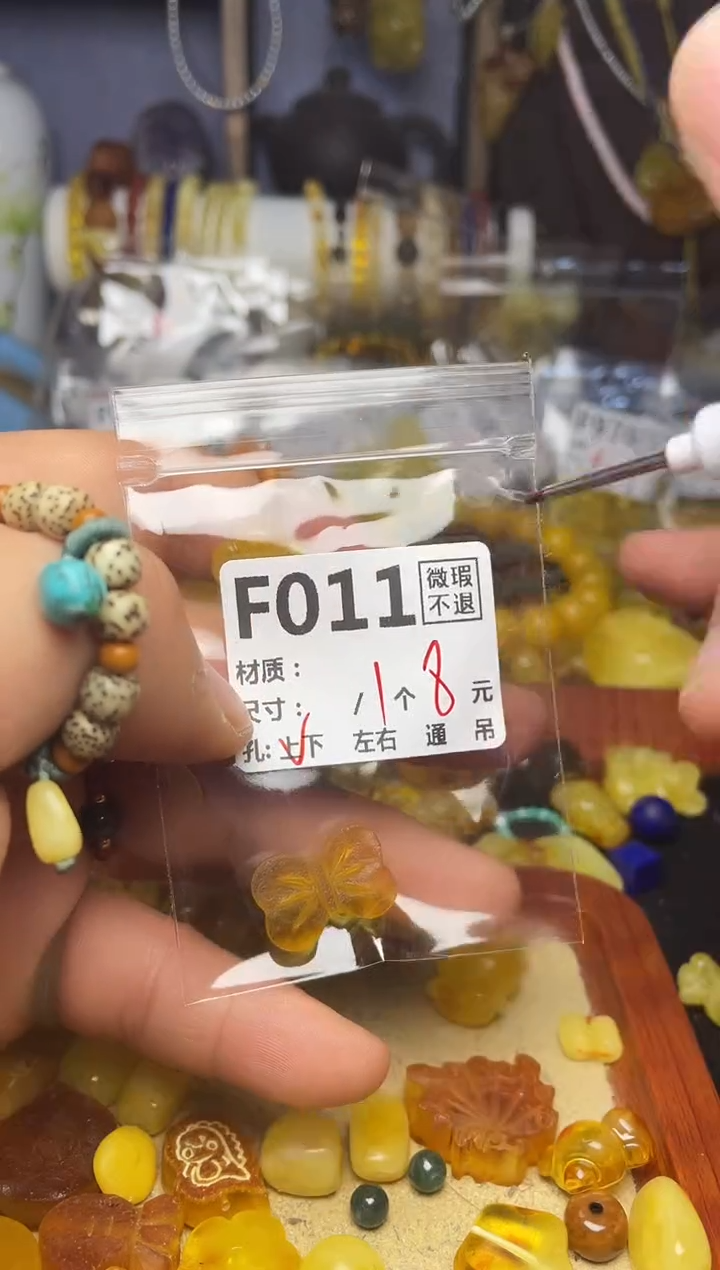 F011 微瑕不退
材质：
尺寸： /1个 8元
孔: 上下 左右 通 吊